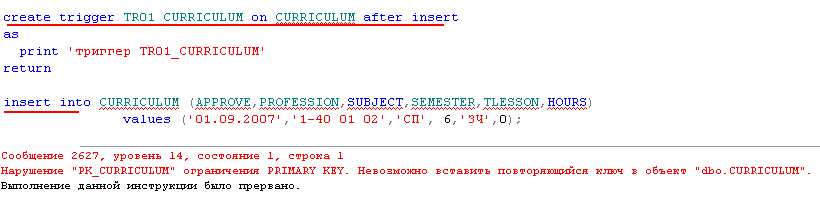 create trigger TR01_CURRICULUM on CURRICULUM after insert
as
print 'триггер TR01_CURRICULUM'
return
insert into CURRICULUM (APPROVE,PROFESSION,SUBJECT,SEMESTER,TLESSON,HOURS)
values ('01.09.2007','1-40 01 02','СП', 6,'ЗЧ',0);
Сообщение 2627, уровень 14, состояние 1, строка 1
Нарушение "PK_CURRICULUM" ограничения PRIMARY KEY. Невозможно вставить повторяющийся ключ в объект "dbo.CURRICULUM".
Выполнение данной инструкции было прервано.